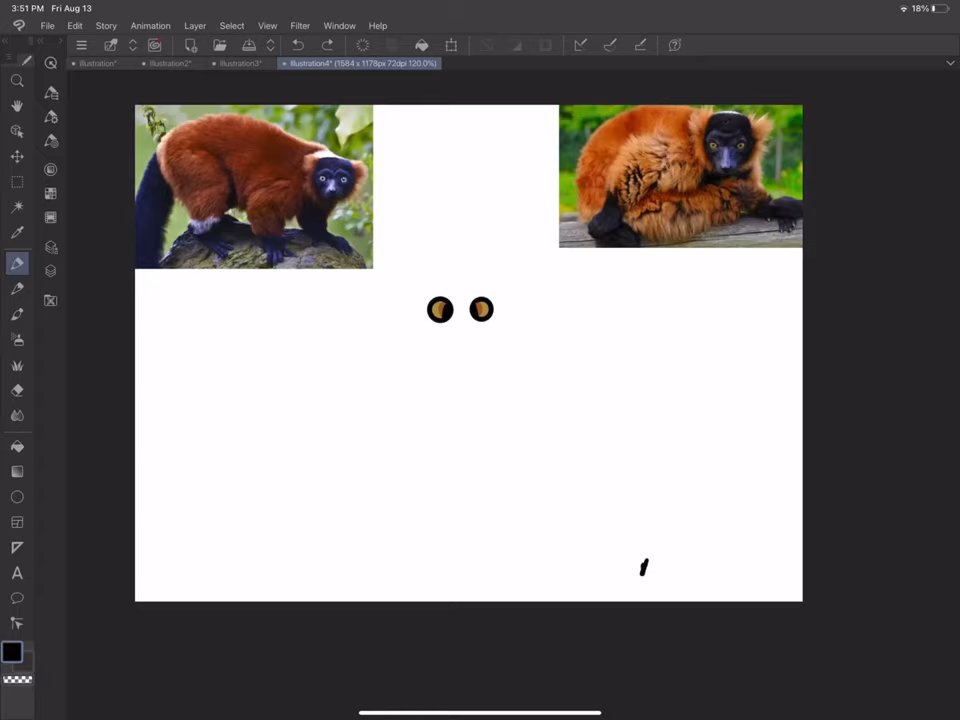 3:51 PM Fri Aug 13
18%
File Edit Story Animation Layer Select View Filter Window Help
Illustration* Illustration2* Illustration3* Illustration4* (1584 x 1178px 72dpi 120.0%)